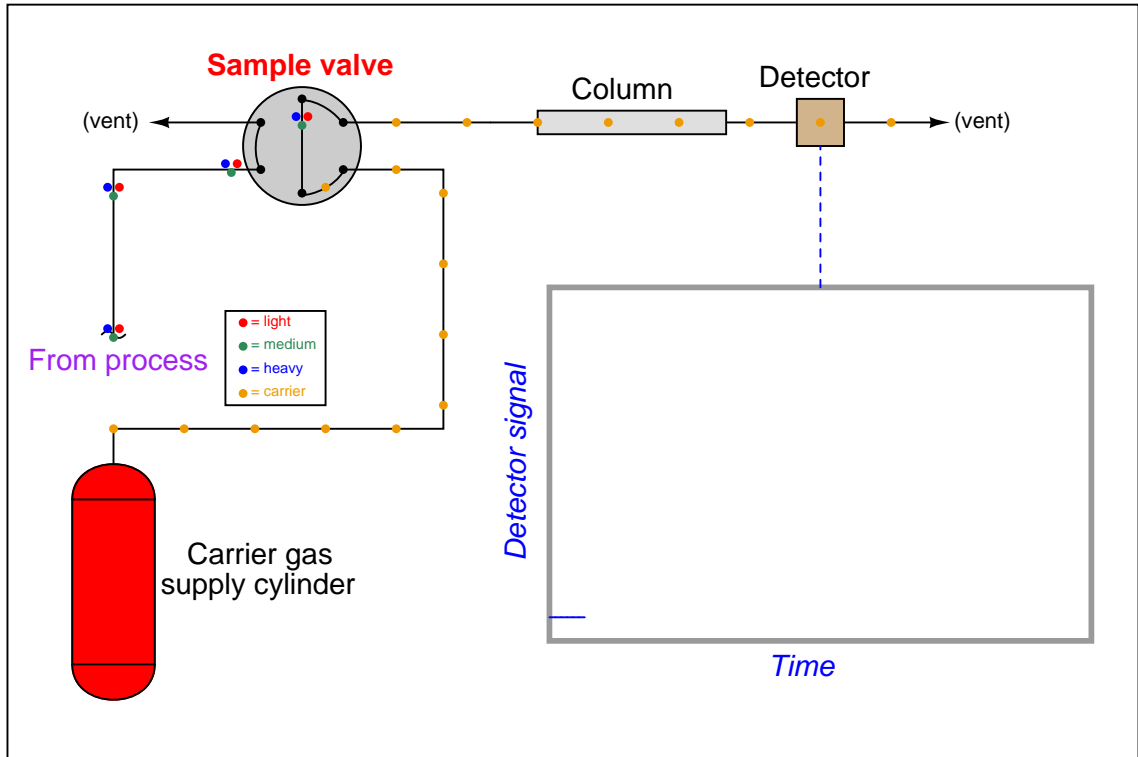 Sample valve
Column
Detector
(vent)
(vent)
= light
= medium
= heavy
= carrier
From process
Detector signal
Carrier gas
supply cylinder
Time